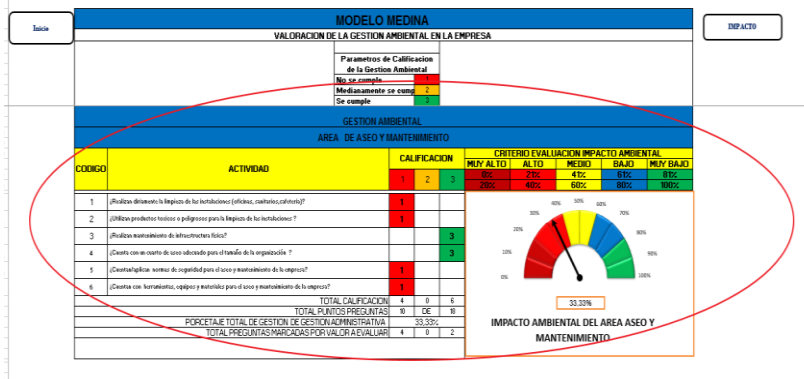 Inicio
MODELO MEDINA
IMPACTO
VALORACION DE LA GESTION AMBIENTAL EN LA EMPRESA
Parametros de Calificacion
de la Gestion Ambiental
No se cumple 1
Medianamente se cump 2
Se cumple 3
GESTION AMBIENTAL
AREA DE ASEO Y MANTENIMIENTO
CODIGO ACTIVIDAD CALIFICACION
1 2 3
CRITERIO EVALUACION IMPACTO AMBIENTAL
MUY ALTO ALTO MEDIO BAJO MUY BAJO
0% 21% 41% 61% 81%
20% 40% 60% 80% 100%
1 ¿Realizan diriamente la limpieza de las instalaciones (oficinas, sanitarios, cafeteria)? 1
2 ¿Utilizan productos toxicos o peligrosos para la limpieza de las instalaciones ? 1
3 ¿Realizan mantenimiento de infraestructura fisica? 3
4 ¿Cuenta con un cuarto de aseo adecuado para el tamaño de la organización ? 3
5 ¿Cuentan/aplican normas de seguridad para el aseo y mantenimiento de la empresa? 1
6 ¿Cuentan con herramientas, equipos y materiales para el aseo y mantenimiento de la empresa? 1
TOTAL CALIFICACION 4 0 6
TOTAL PUNTOS PREGUNTAS 10 DE 18
PORCETAJE TOTAL DE GESTION DE GESTION ADMINISTRATIVA 33,33%
TOTAL PREGUNTAS MARCADAS POR VALOR A EVALUAR 4 0 2
0% 10% 20% 30% 40% 50% 60% 70% 80% 90% 100%
33,33%
IMPACTO AMBIENTAL DEL AREA ASEO Y
MANTENIMIENTO